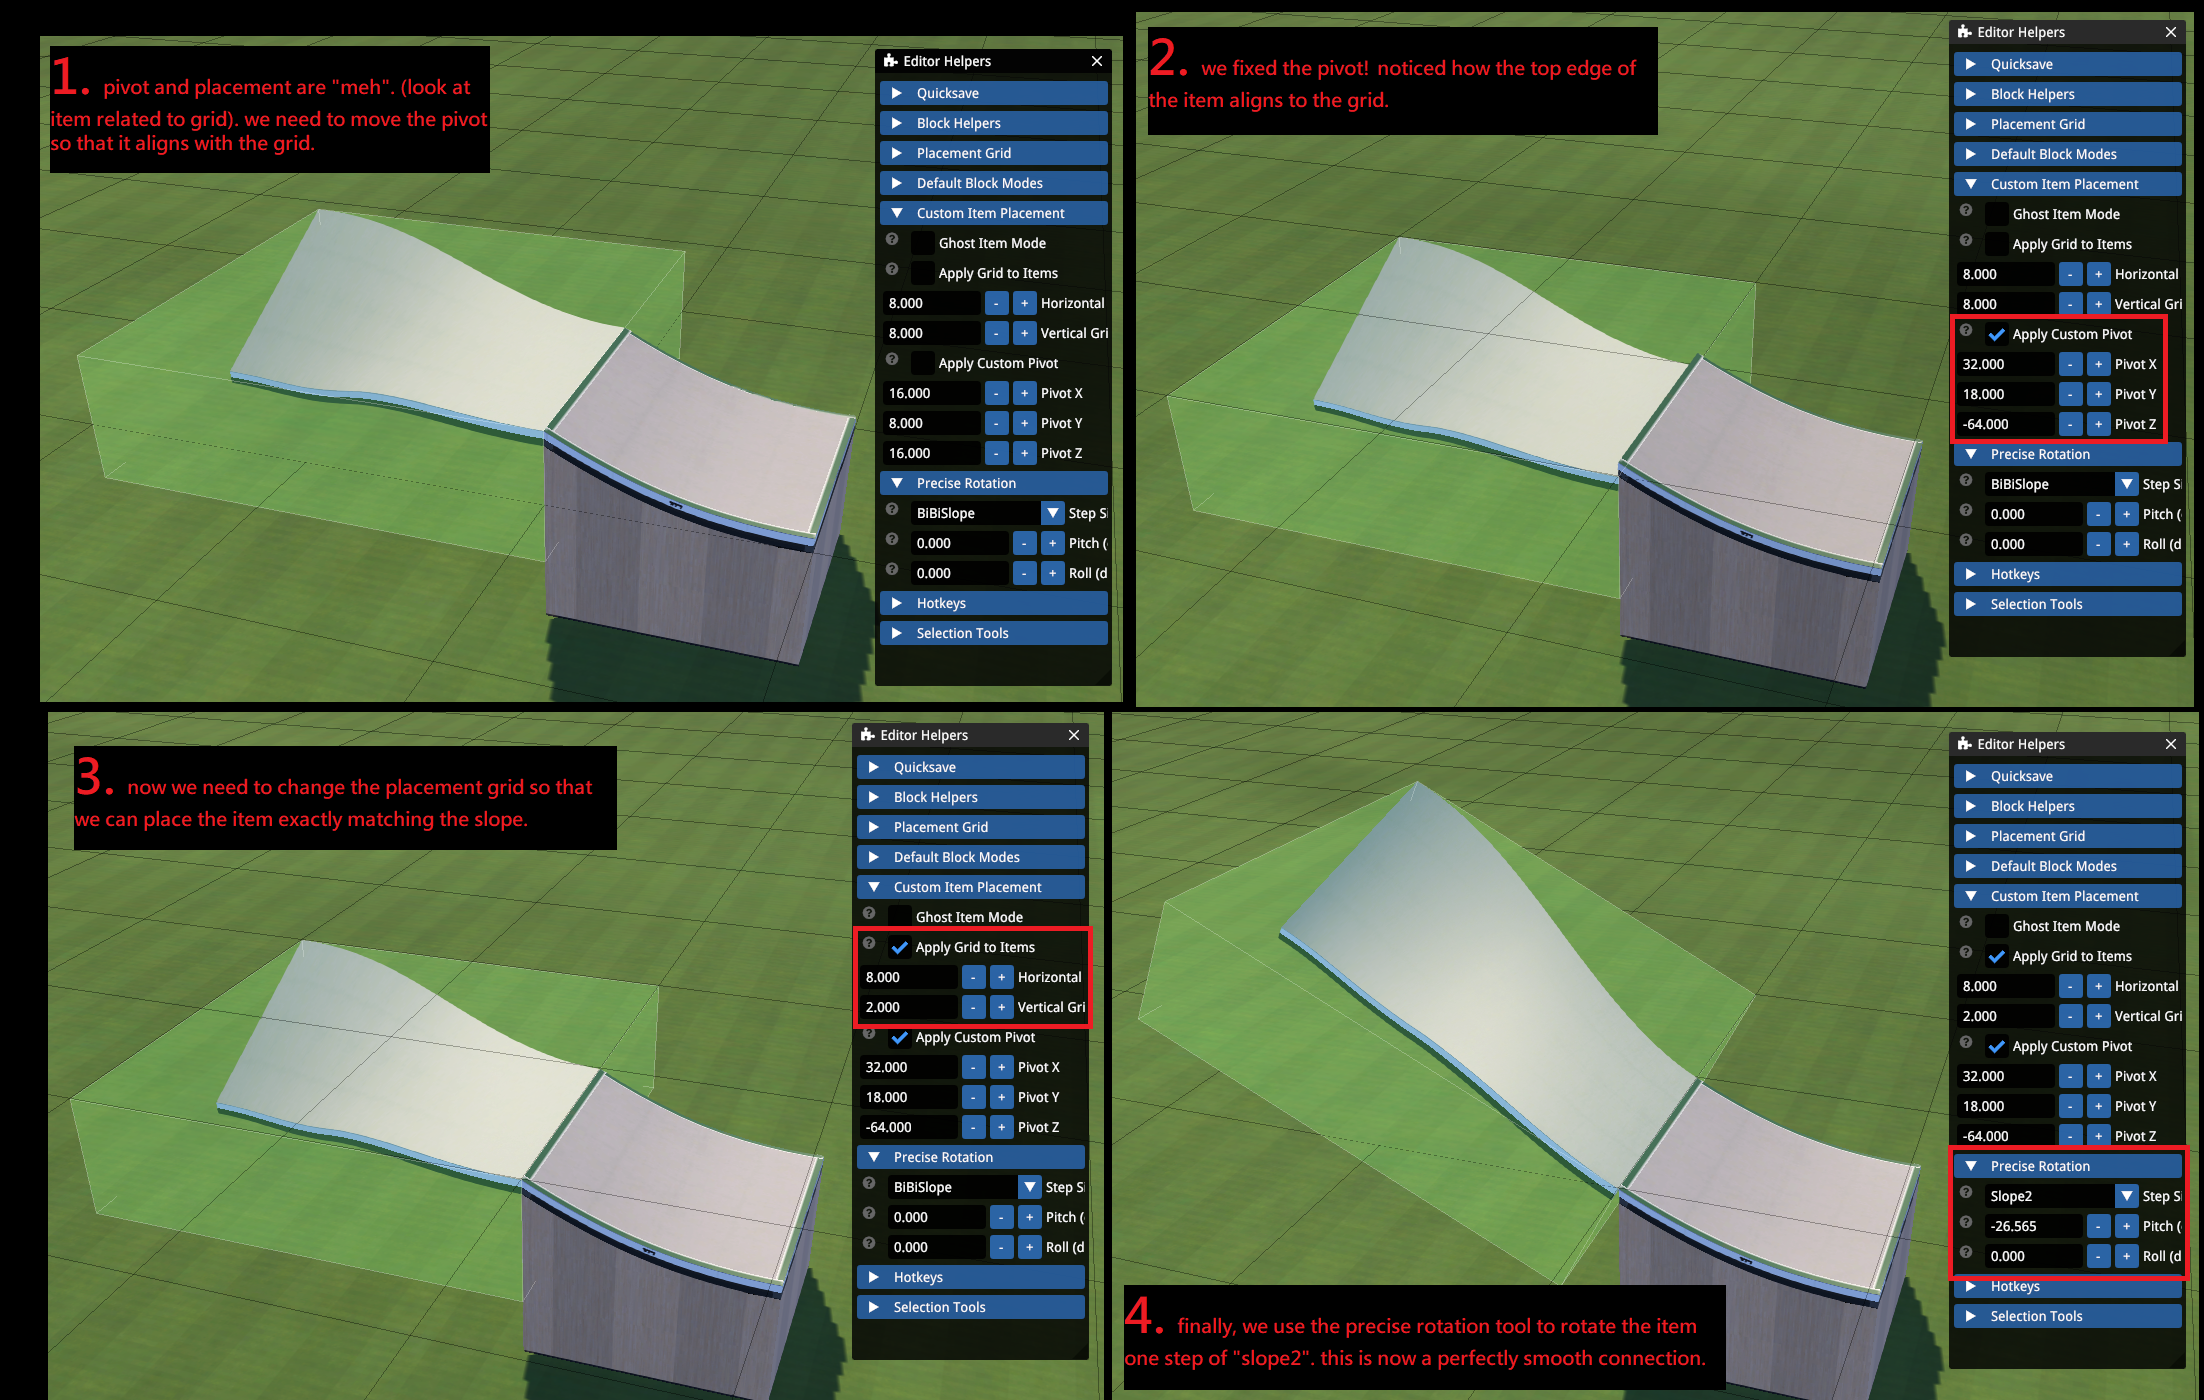 1. pivot and placement are "meh". (look at
item related to grid). we need to move the pivot
so that it aligns with the grid.
Editor Helpers
Quicksave
Block Helpers
Placement Grid
Default Block Modes
Custom Item Placement
Ghost Item Mode
Apply Grid to Items
8.000 - + Horizontal
8.000 - + Vertical Gri
Apply Custom Pivot
16.000 - + Pivot X
8.000 - + Pivot Y
16.000 - + Pivot Z
Precise Rotation
BiBiSlope Step Si
0.000 - + Pitch (
0.000 - + Roll (d
Hotkeys
Selection Tools
2. we fixed the pivot! noticed how the top edge of
the item aligns to the grid.
Editor Helpers
Quicksave
Block Helpers
Placement Grid
Default Block Modes
Custom Item Placement
Ghost Item Mode
Apply Grid to Items
8.000 - + Horizontal
8.000 - + Vertical Gri
Apply Custom Pivot
32.000 - + Pivot X
18.000 - + Pivot Y
-64.000 - + Pivot Z
Precise Rotation
BiBiSlope Step Si
0.000 - + Pitch (
0.000 - + Roll (d
Hotkeys
Selection Tools
3. now we need to change the placement grid so that
we can place the item exactly matching the slope.
Editor Helpers
Quicksave
Block Helpers
Placement Grid
Default Block Modes
Custom Item Placement
Ghost Item Mode
Apply Grid to Items
8.000 - + Horizontal
2.000 - + Vertical Gri
Apply Custom Pivot
32.000 - + Pivot X
18.000 - + Pivot Y
-64.000 - + Pivot Z
Precise Rotation
BiBiSlope Step Si
0.000 - + Pitch (
0.000 - + Roll (d
Hotkeys
Selection Tools
Editor Helpers
Quicksave
Block Helpers
Placement Grid
Default Block Modes
Custom Item Placement
Ghost Item Mode
Apply Grid to Items
8.000 - + Horizontal
2.000 - + Vertical Gri
Apply Custom Pivot
32.000 - + Pivot X
18.000 - + Pivot Y
-64.000 - + Pivot Z
Precise Rotation
Slope2 Step Si
-26.565 - + Pitch (
0.000 - + Roll (d
Hotkeys
Selection Tools
4. finally, we use the precise rotation tool to rotate the item
one step of "slope2". this is now a perfectly smooth connection.